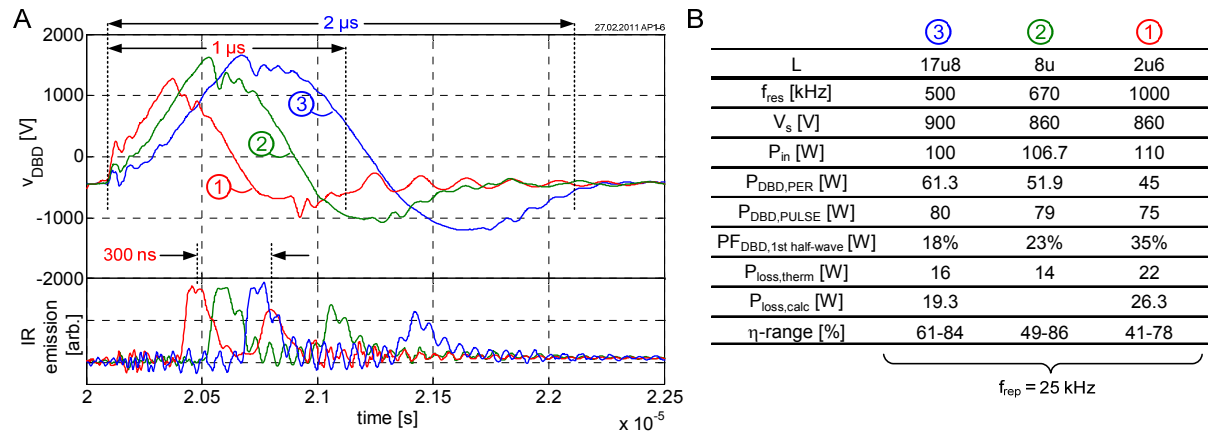 A
27.02.2011 AP1-6
2 µs
1 µs
2000
1000
0
-1000
-2000
v_DBD [V]
3
2
1
300 ns
IR
emission
[arb.]
2
2.05
2.1
2.15
2.2
2.25
time [s]
x 10^-5
B
3 2 1
L 17u8 8u 2u6
f_res [kHz] 500 670 1000
V_s [V] 900 860 860
P_in [W] 100 106.7 110
P_DBD,PER [W] 61.3 51.9 45
P_DBD,PULSE [W] 80 79 75
PF_DBD,1st half-wave [W] 18% 23% 35%
P_loss,therm [W] 16 14 22
P_loss,calc [W] 19.3 26.3
η-range [%] 61-84 49-86 41-78
f_rep = 25 kHz